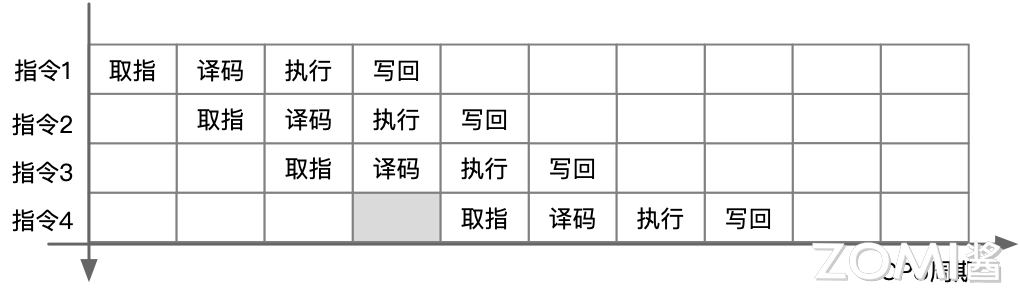 指令1 取指 译码 执行 写回
指令2 取指 译码 执行 写回
指令3 取指 译码 执行 写回
指令4 取指 译码 执行 写回
CPU周期
ZOMI酱